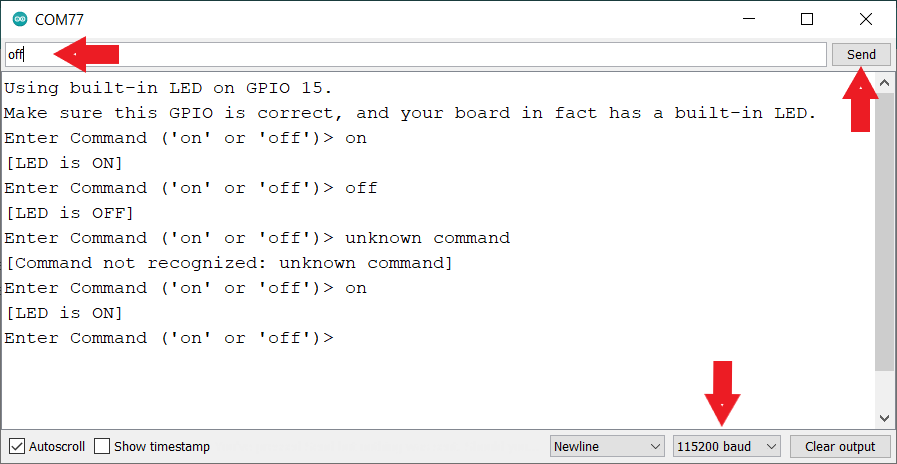 COM77
off
Send
Using built-in LED on GPIO 15.
Make sure this GPIO is correct, and your board in fact has a built-in LED.
Enter Command ('on' or 'off')> on
[LED is ON]
Enter Command ('on' or 'off')> off
[LED is OFF]
Enter Command ('on' or 'off')> unknown command
[Command not recognized: unknown command]
Enter Command ('on' or 'off')> on
[LED is ON]
Enter Command ('on' or 'off')>
Autoscroll
Show timestamp
Newline
115200 baud
Clear output